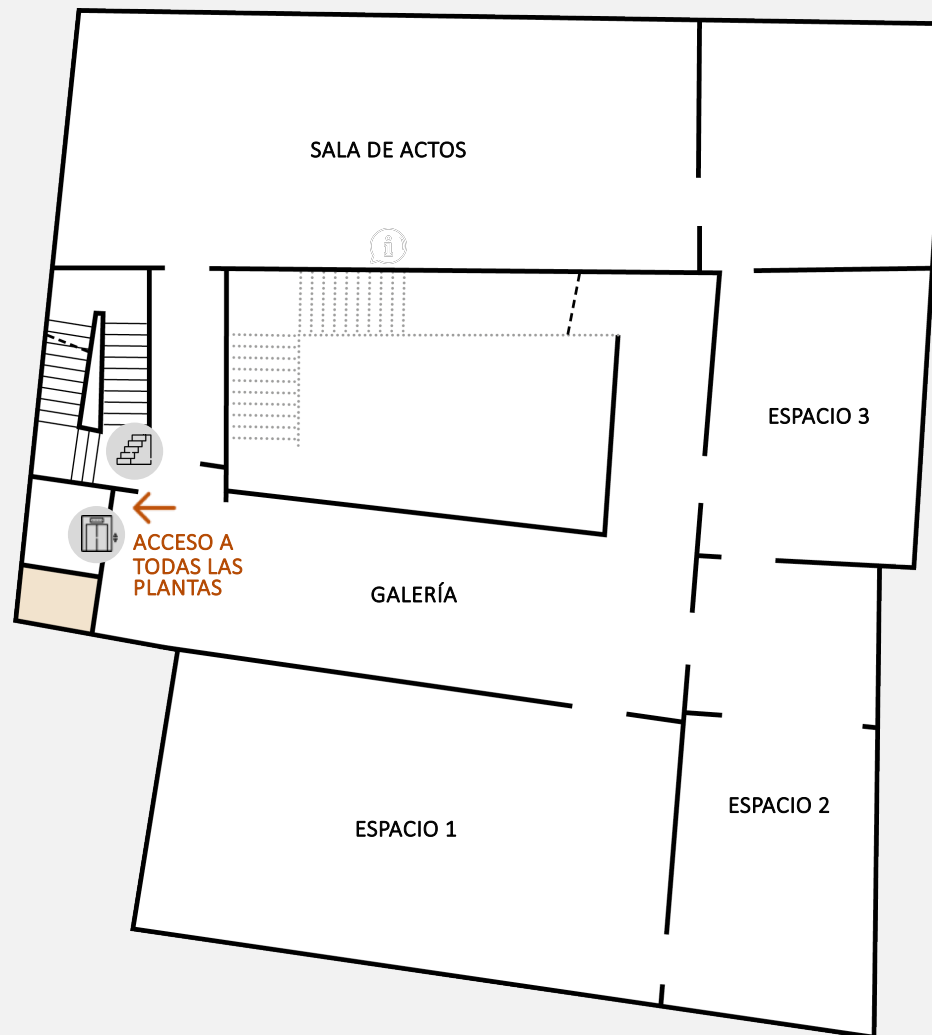 SALA DE ACTOS
ESPACIO 3
ACCESO A
TODAS LAS
PLANTAS
GALERÍA
ESPACIO 2
ESPACIO 1